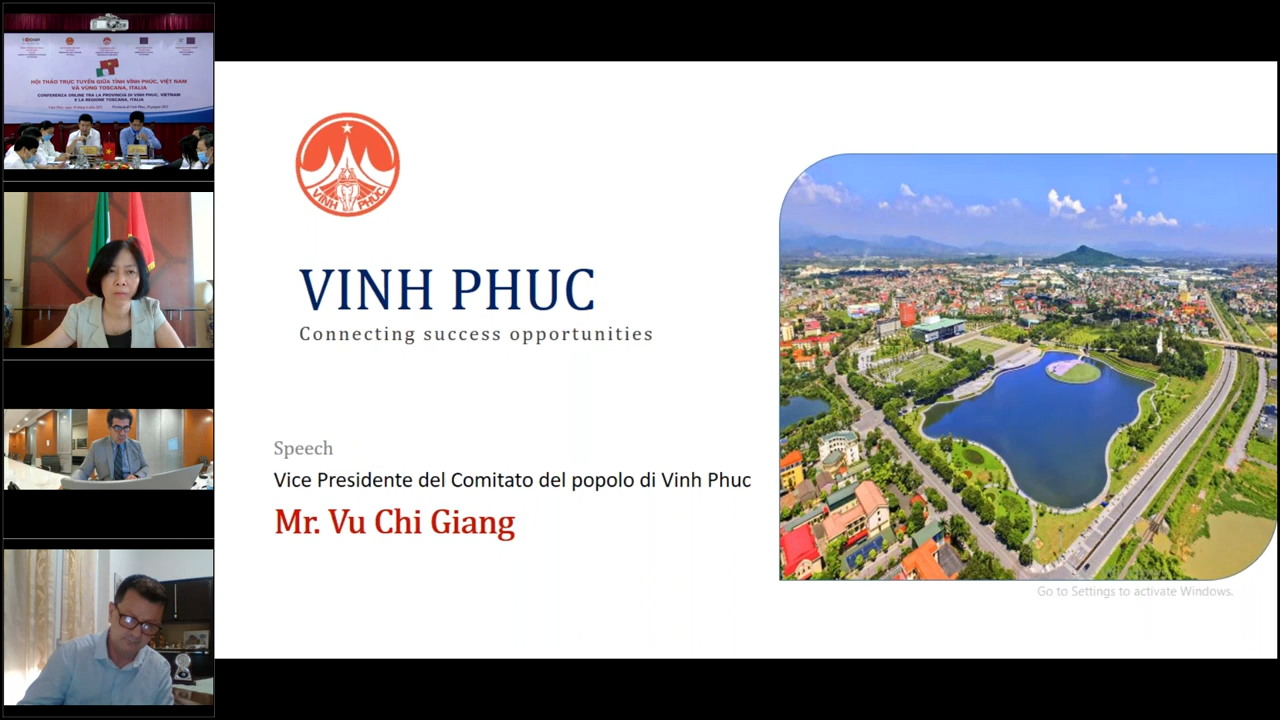 HỘI THẢO TRỰC TUYẾN GIỮA TỈNH VĨNH PHÚC, VIỆT NAM
VÀ VÙNG TOSCANA, ITALIA
CONFERENZA ONLINE TRA LA PROVINCIA DI VINH PHUC, VIETNAM
E LA REGIONE TOSCANA, ITALIA
VINH PHUC
VINH PHUC
Connecting success opportunities
Speech
Vice Presidente del Comitato del popolo di Vinh Phuc
Mr. Vu Chi Giang
Go to Settings to activate Windows.